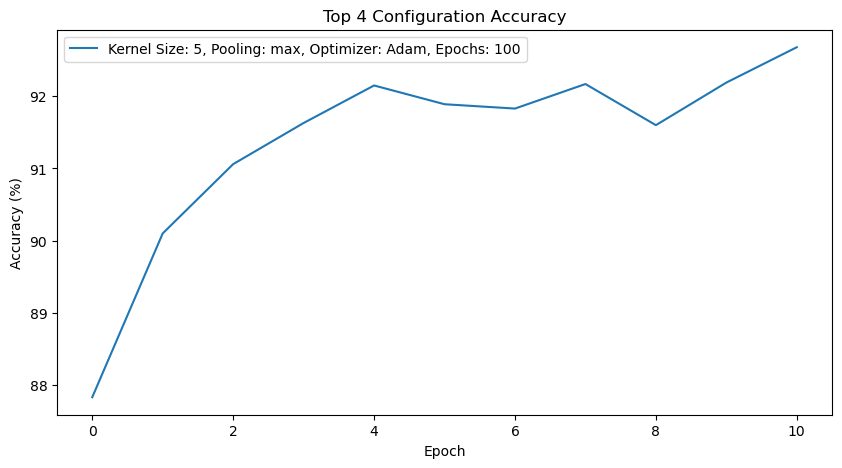 Top 4 Configuration Accuracy
Kernel Size: 5, Pooling: max, Optimizer: Adam, Epochs: 100
Accuracy (%)
92
91
90
89
88
0 2 4 6 8 10
Epoch